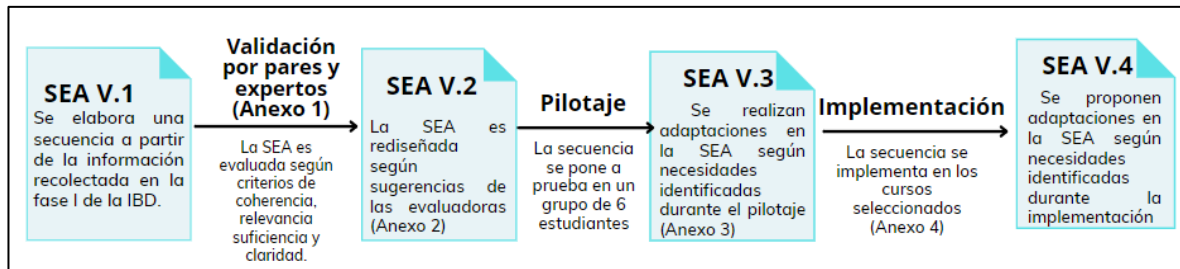 SEA V.1
Se elabora una
secuencia a partir
de la información
recolectada en la
fase I de la IBD.
Validación
por pares y
expertos
(Anexo 1)
La SEA es
evaluada según
criterios de
coherencia,
relevancia
suficiencia y
claridad.
SEA V.2
La SEA es
rediseñada
según
sugerencias de
las evaluadoras
(Anexo 2)
Pilotaje
La secuencia
se pone a
prueba en un
grupo de 6
estudiantes
SEA V.3
Se realizan
adaptaciones en
la SEA según
necesidades
identificadas
durante el pilotaje
(Anexo 3)
Implementación
La secuencia se
implementa en los
cursos
seleccionados
(Anexo 4)
SEA V.4
Se proponen
adaptaciones en
la SEA según
necesidades
identificadas
durante la
implementación